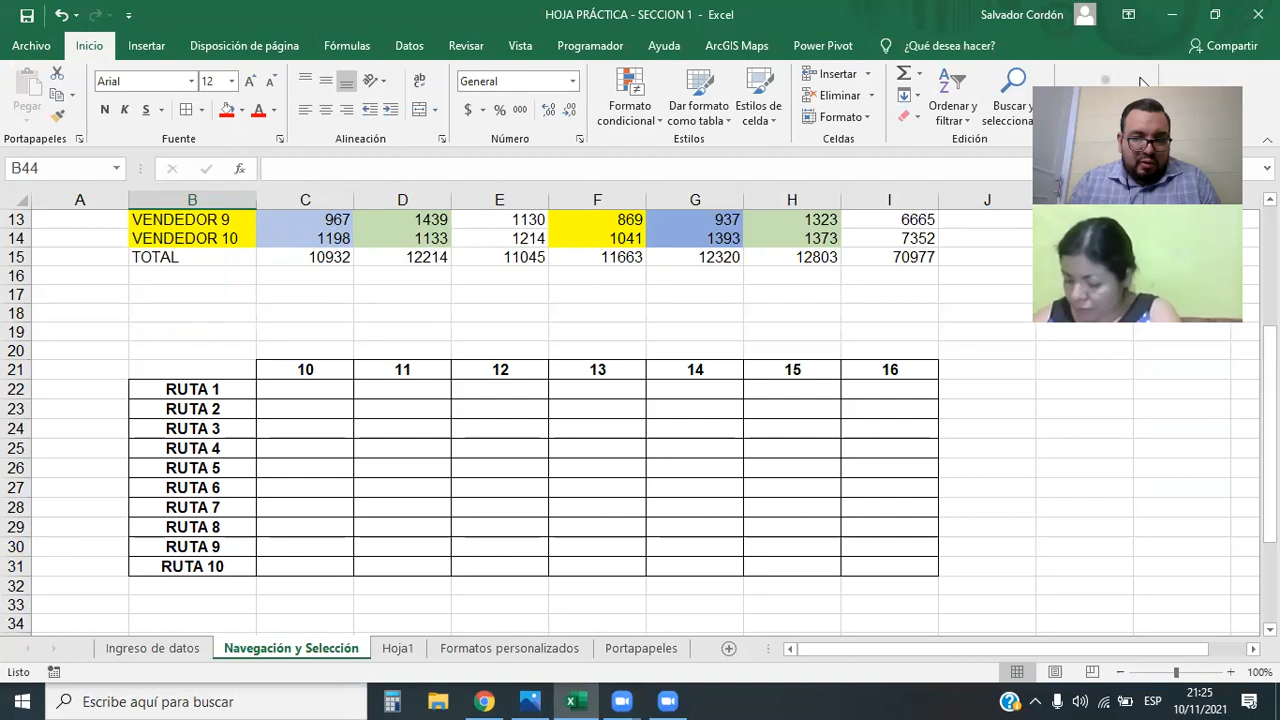 HOJA PRÁCTICA - SECCION 1 - Excel
Salvador Cordón
Archivo Inicio Insertar Disposición de página Fórmulas Datos Revisar Vista Programador Ayuda ArcGIS Maps Power Pivot ¿Qué desea hacer? Compartir
Pegar
Portapapeles
Arial 12
N K S
Fuente
Alineación
General
$ % 000
Número
Formato condicional
Dar formato como tabla
Estilos de celda
Estilos
Insertar
Eliminar
Formato
Celdas
Ordenar y filtrar
Buscar y selecciona
Edición
B44 fx
A B C D E F G H I J
13 VENDEDOR 9 967 1439 1130 869 937 1323 6665
14 VENDEDOR 10 1198 1133 1214 1041 1393 1373 7352
15 TOTAL 10932 12214 11045 11663 12320 12803 70977
16
17
18
19
20
21 10 11 12 13 14 15 16
22 RUTA 1
23 RUTA 2
24 RUTA 3
25 RUTA 4
26 RUTA 5
27 RUTA 6
28 RUTA 7
29 RUTA 8
30 RUTA 9
31 RUTA 10
32
33
34
Ingreso de datos Navegación y Selección Hoja1 Formatos personalizados Portapapeles
Listo 100%
Escribe aquí para buscar
ESP
21:25
10/11/2021